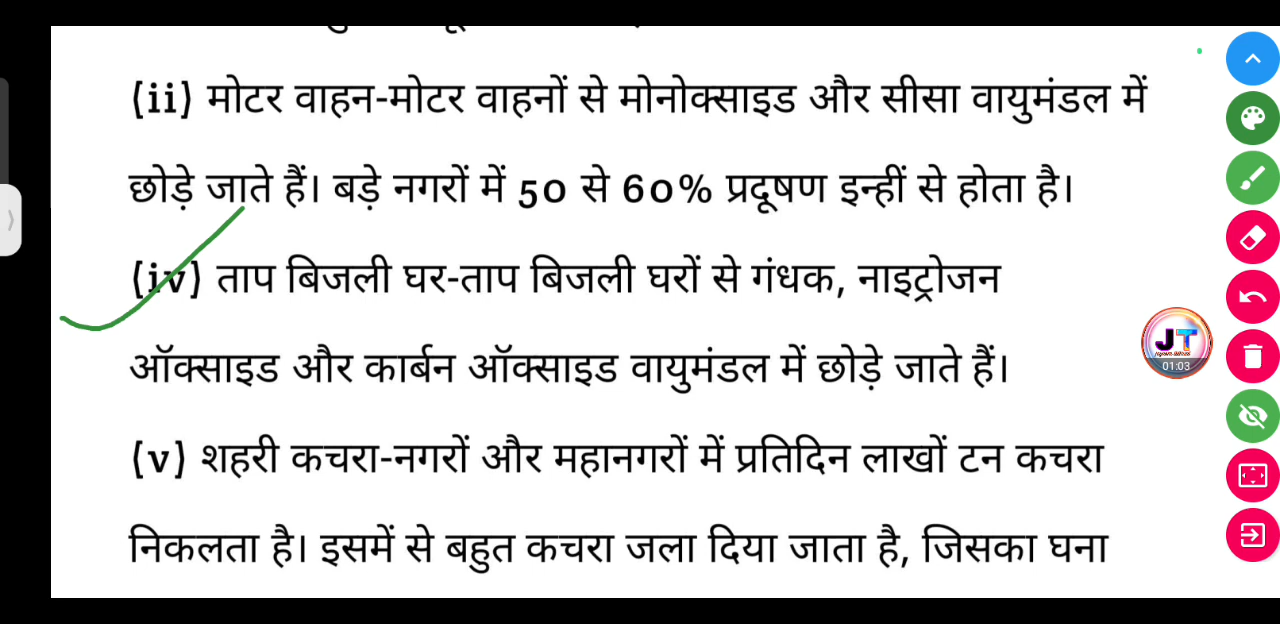 (ii) मोटर वाहन-मोटर वाहनों से मोनोक्साइड और सीसा वायुमंडल में
छोड़े जाते हैं। बड़े नगरों में 50 से 60% प्रदूषण इन्हीं से होता है।
(iv) ताप बिजली घर-ताप बिजली घरों से गंधक, नाइट्रोजन
ऑक्साइड और कार्बन ऑक्साइड वायुमंडल में छोड़े जाते हैं।
JT
01:03
(v) शहरी कचरा-नगरों और महानगरों में प्रतिदिन लाखों टन कचरा
निकलता है। इसमें से बहुत कचरा जला दिया जाता है, जिसका घना